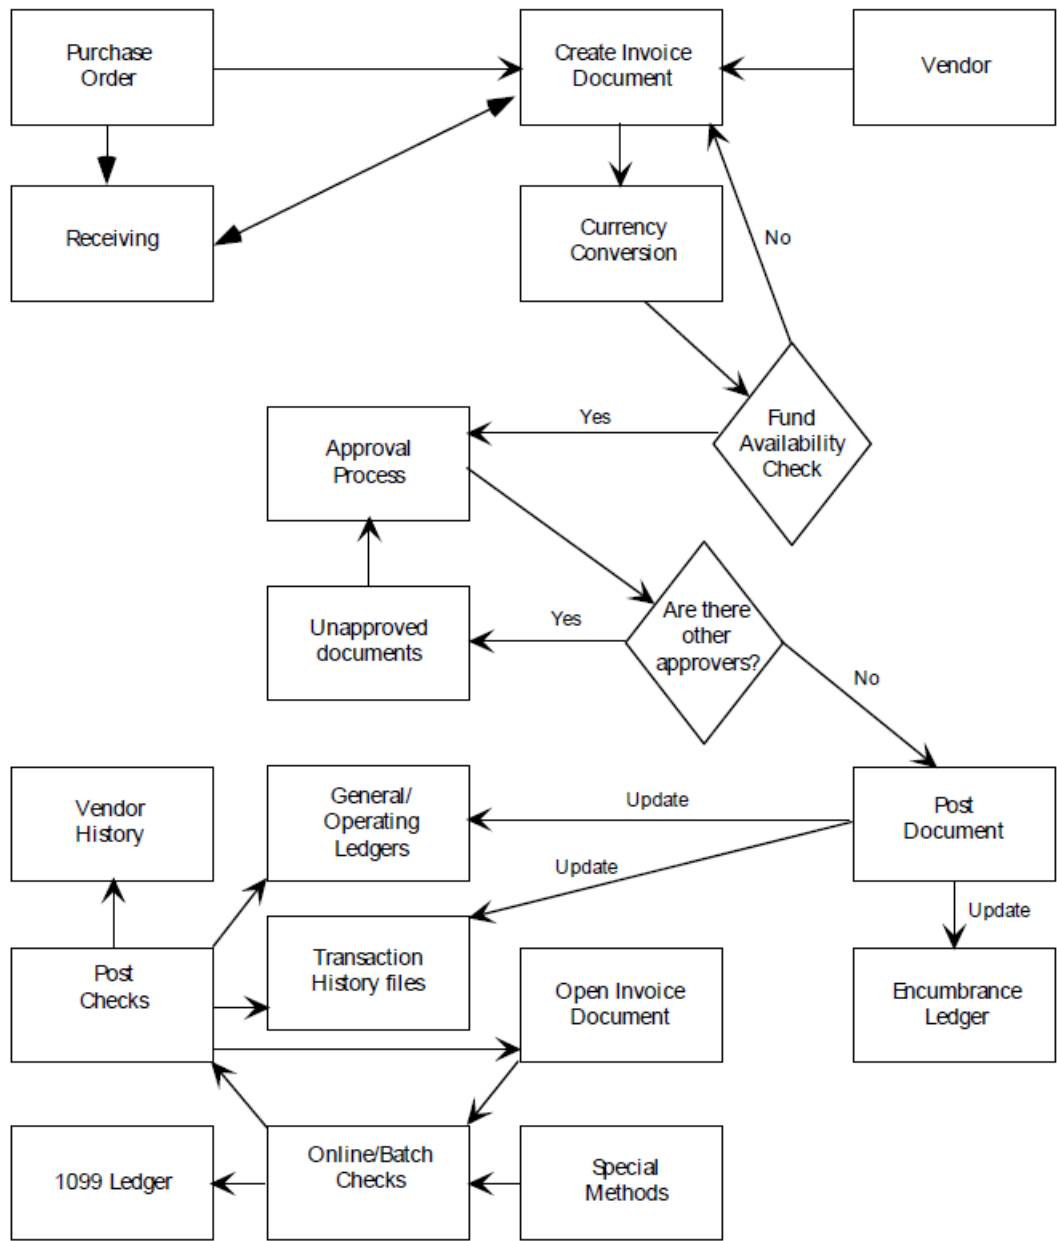 Purchase
Order
Create Invoice
Document
Vendor
Receiving
Currency
Conversion
No
Fund
Availability
Check
Yes
Approval
Process
Are there
other
approvers?
Yes
Unapproved
documents
No
Vendor
History
General/
Operating
Ledgers
Update
Post
Document
Update
Update
Post
Checks
Transaction
History files
Open Invoice
Document
Encumbrance
Ledger
1099 Ledger
Online/Batch
Checks
Special
Methods